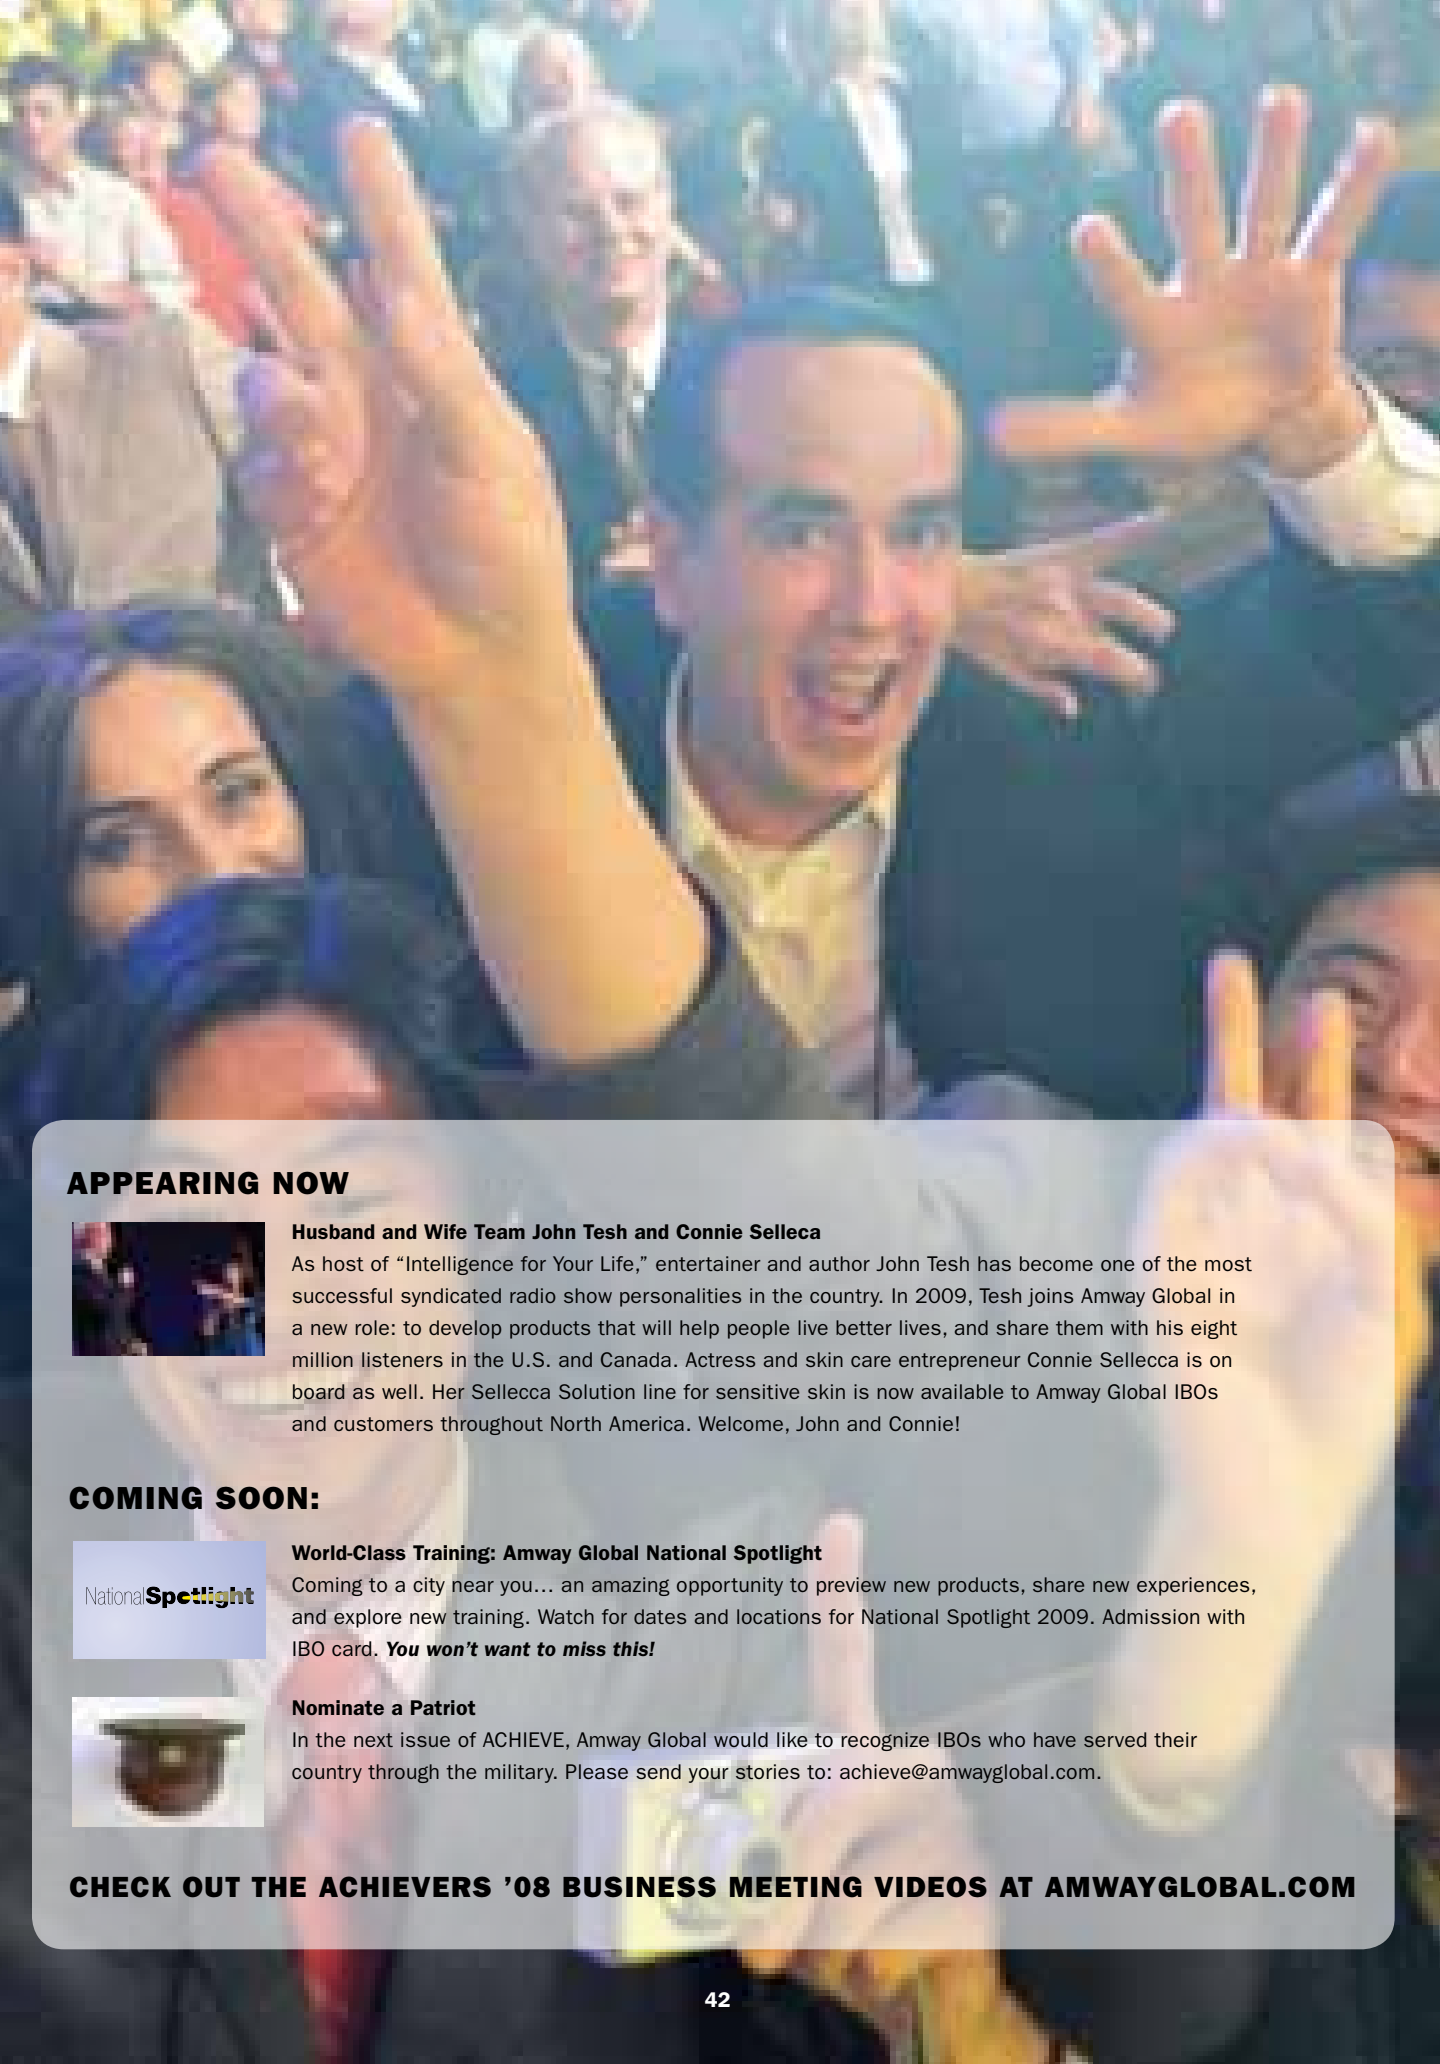 APPEARING NOW
Husband and Wife Team John Tesh and Connie Selleca
As host of “Intelligence for Your Life,” entertainer and author John Tesh has become one of the most
successful syndicated radio show personalities in the country. In 2009, Tesh joins Amway Global in
a new role: to develop products that will help people live better lives, and share them with his eight
million listeners in the U.S. and Canada. Actress and skin care entrepreneur Connie Sellecca is on
board as well. Her Sellecca Solution line for sensitive skin is now available to Amway Global IBOs
and customers throughout North America. Welcome, John and Connie!
COMING SOON:
NationalSpotlight
World-Class Training: Amway Global National Spotlight
Coming to a city near you… an amazing opportunity to preview new products, share new experiences,
and explore new training. Watch for dates and locations for National Spotlight 2009. Admission with
IBO card. You won’t want to miss this!
Nominate a Patriot
In the next issue of ACHIEVE, Amway Global would like to recognize IBOs who have served their
country through the military. Please send your stories to: achieve@amwayglobal.com.
CHECK OUT THE ACHIEVERS ’08 BUSINESS MEETING VIDEOS AT AMWAYGLOBAL.COM
42